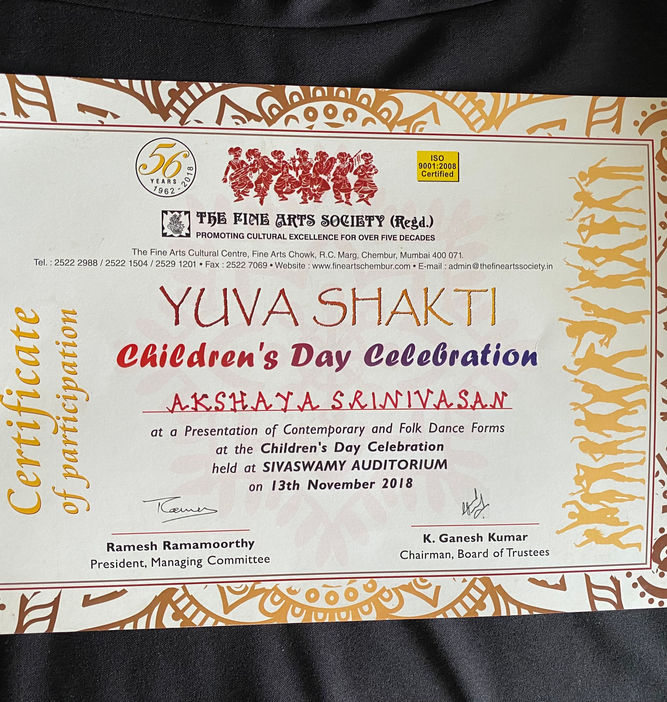 56
YEARS
1962 - 2018
ISO
9001:2008
Certified
THE FINE ARTS SOCIETY (Regd.)
PROMOTING CULTURAL EXCELLENCE FOR OVER FIVE DECADES
The Fine Arts Cultural Centre, Fine Arts Chowk, R.C. Marg, Chembur, Mumbai 400 071.
Tel. : 2522 2988 / 2522 1504 / 2529 1201 • Fax : 2522 7069 • Website : www.fineartschembur.com • E-mail : admin@thefineartssociety.in
Certificate
of participation
YUVA SHAKTI
Children's Day Celebration
AKSHAYA SRINIVASAN
at a Presentation of Contemporary and Folk Dance Forms
at the Children's Day Celebration
held at SIVASWAMY AUDITORIUM
on 13th November 2018
Ramesh Ramamoorthy
President, Managing Committee
K. Ganesh Kumar
Chairman, Board of Trustees